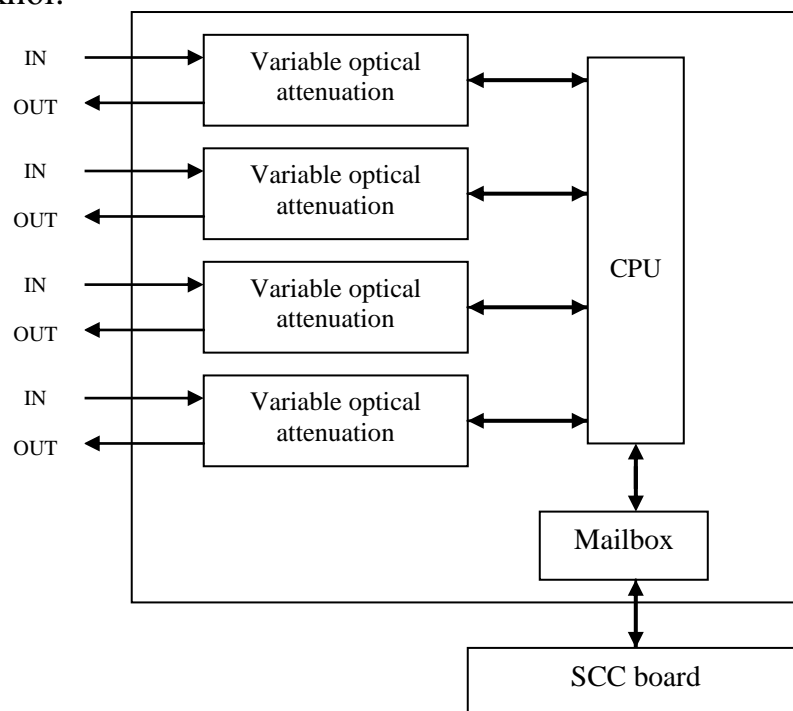 IN
Variable optical
attenuation
OUT
IN
Variable optical
attenuation
OUT
IN
Variable optical
attenuation
OUT
IN
Variable optical
attenuation
OUT
CPU
Mailbox
SCC board